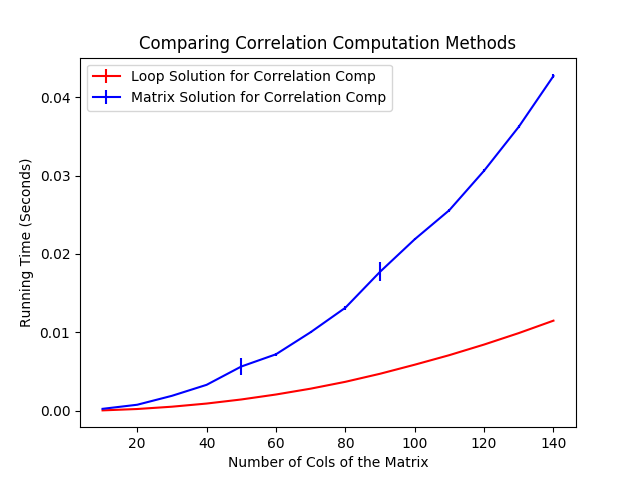 Comparing Correlation Computation Methods
Loop Solution for Correlation Comp
Matrix Solution for Correlation Comp
0.04
0.03
0.02
0.01
0.00
Running Time (Seconds)
20 40 60 80 100 120 140
Number of Cols of the Matrix